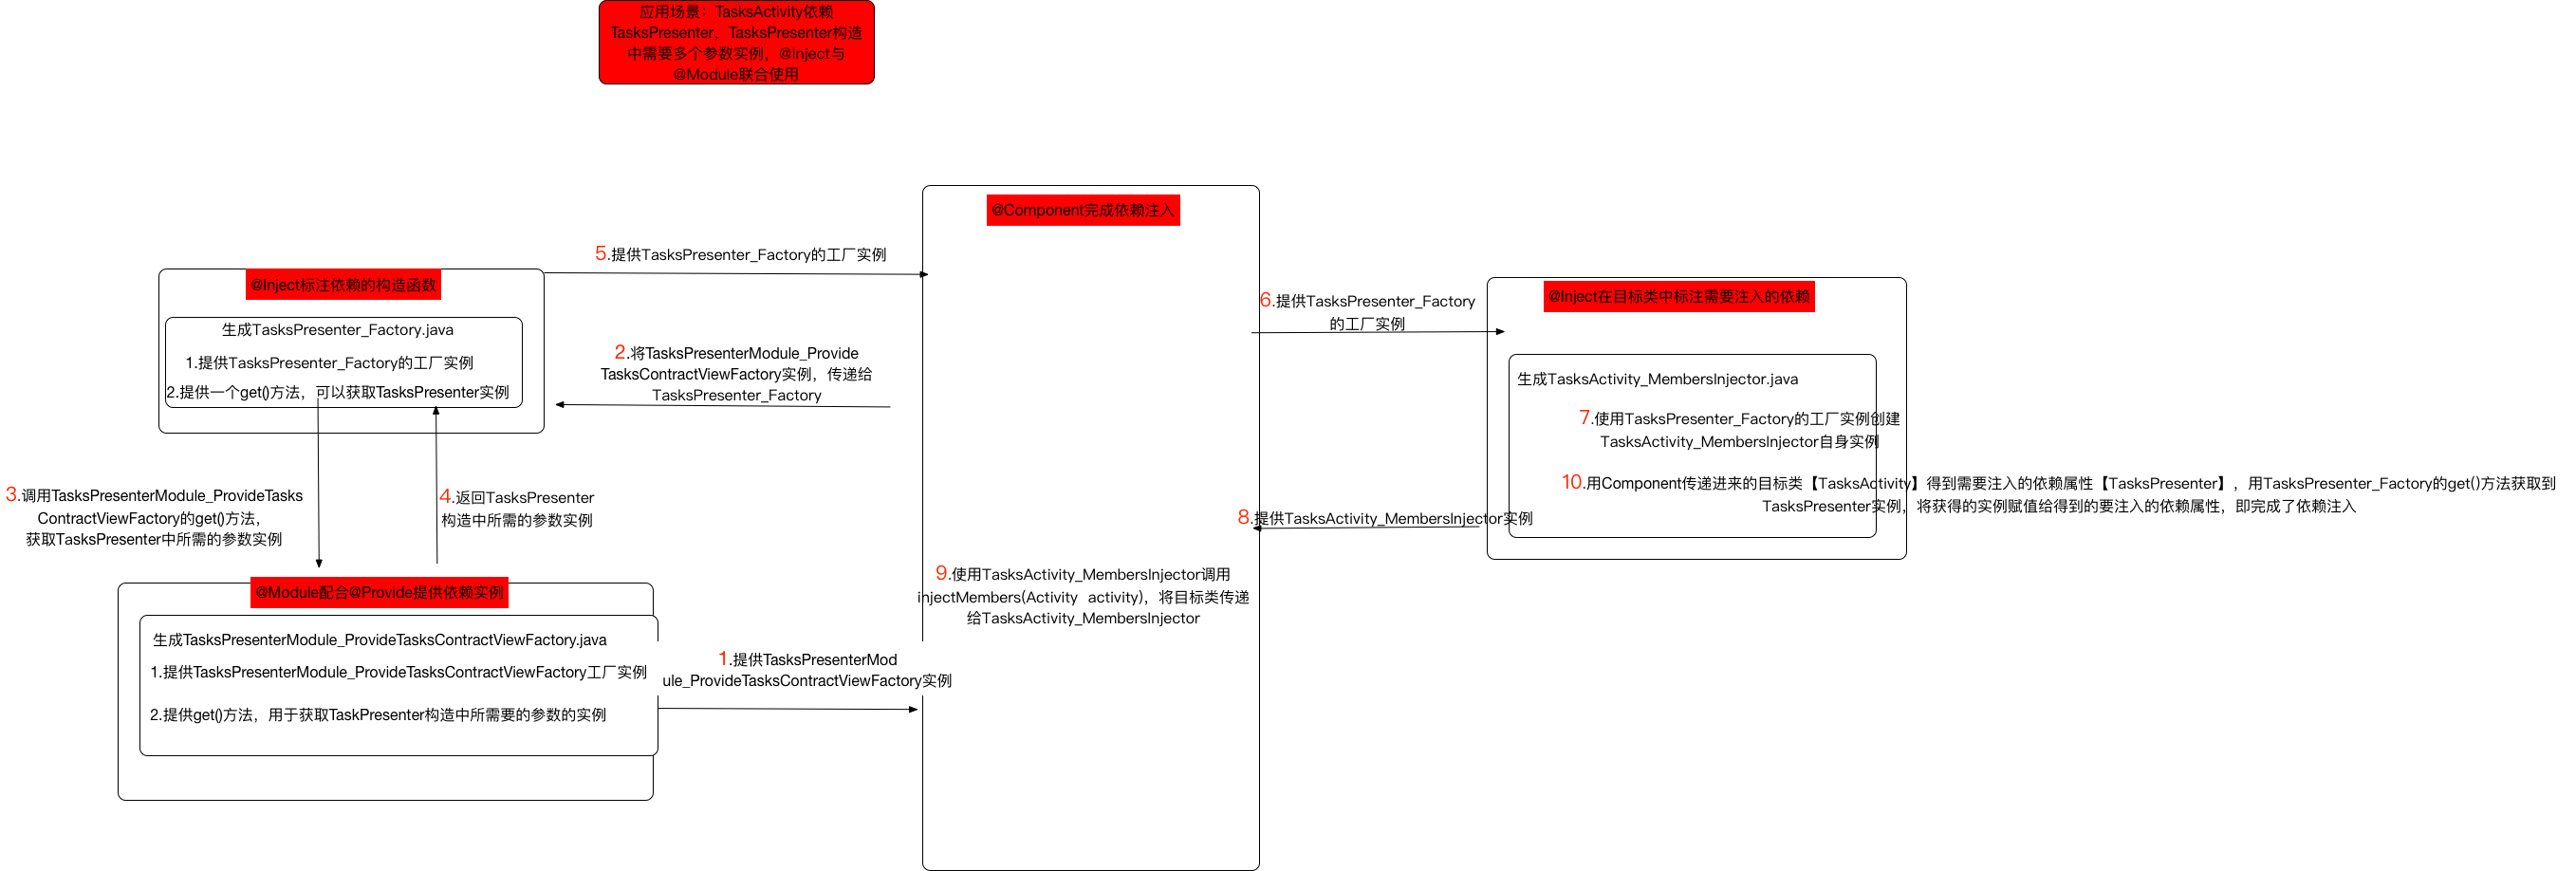 应用场景：TasksActivity依赖
TasksPresenter，TasksPresenter构造
中需要多个参数实例，@Inject与
@Module联合使用
@Component完成依赖注入
5.提供TasksPresenter_Factory的工厂实例
@Inject标注依赖的构造函数
生成TasksPresenter_Factory.java
1.提供TasksPresenter_Factory的工厂实例
2.提供一个get()方法，可以获取TasksPresenter实例
2.将TasksPresenterModule_Provide
TasksContractViewFactory实例，传递给
TasksPresenter_Factory
6.提供TasksPresenter_Factory
的工厂实例
@Inject在目标类中标注需要注入的依赖
生成TasksActivity_MembersInjector.java
7.使用TasksPresenter_Factory的工厂实例创建
TasksActivity_MembersInjector自身实例
10.用Component传递进来的目标类【TasksActivity】得到需要注入的依赖属性【TasksPresenter】，用TasksPresenter_Factory的get()方法获取到
TasksPresenter实例，将获得的实例赋值给得到的要注入的依赖属性，即完成了依赖注入
3.调用TasksPresenterModule_ProvideTasks
ContractViewFactory的get()方法，
获取TasksPresenter中所需的参数实例
4.返回TasksPresenter
构造中所需的参数实例
8.提供TasksActivity_MembersInjector实例
9.使用TasksActivity_MembersInjector调用
injectMembers(Activity activity)，将目标类传递
给TasksActivity_MembersInjector
@Module配合@Provide提供依赖实例
生成TasksPresenterModule_ProvideTasksContractViewFactory.java
1.提供TasksPresenterModule_ProvideTasksContractViewFactory工厂实例
2.提供get()方法，用于获取TaskPresenter构造中所需要的参数的实例
1.提供TasksPresenterMod
ule_ProvideTasksContractViewFactory实例